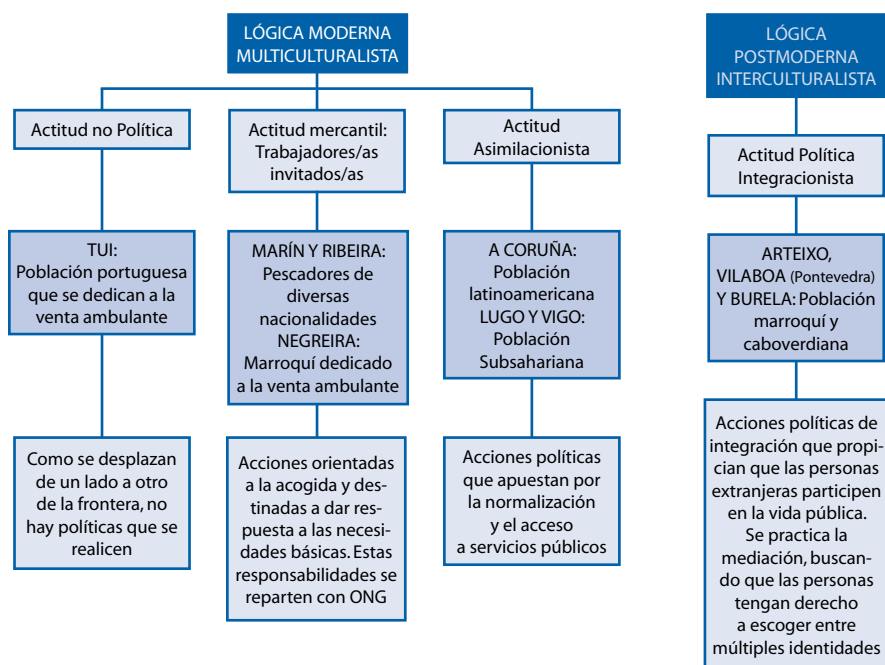 LÓGICA MODERNA
MULTICULTURALISTA
Actitud no Política
Actitud mercantil:
Trabajadores/as
invitados/as
Actitud
Asimilacionista
TUI:
Población portuguesa
que se dedican a la
venta ambulante
MARÍN Y RIBEIRA:
Pescadores de
diversas
nacionalidades
NEGREIRA:
Marroquí dedicado
a la venta ambulante
A CORUÑA:
Población
latinoamericana
LUGO Y VIGO:
Población
Subsahariana
Como se desplazan
de un lado a otro
de la frontera, no
hay políticas que se
realicen
Acciones orientadas
a la acogida y des-
tinadas a dar res-
puesta a las necesi-
dades básicas. Estas
responsabilidades se
reparten con ONG
Acciones políticas
que apuestan por
la normalización
y el acceso
a servicios públicos
LÓGICA
POSTMODERNA
INTERCULTURALISTA
Actitud Política
Integracionista
ARTEIXO,
VILABOA (Pontevedra)
Y BURELA: Población
marroquí y
caboverdiana
Acciones políticas de
integración que propi-
cian que las personas
extranjeras participen
en la vida pública.
Se practica la
mediación, buscan-
do que las personas
tengan derecho
a escoger entre
múltiples identidades